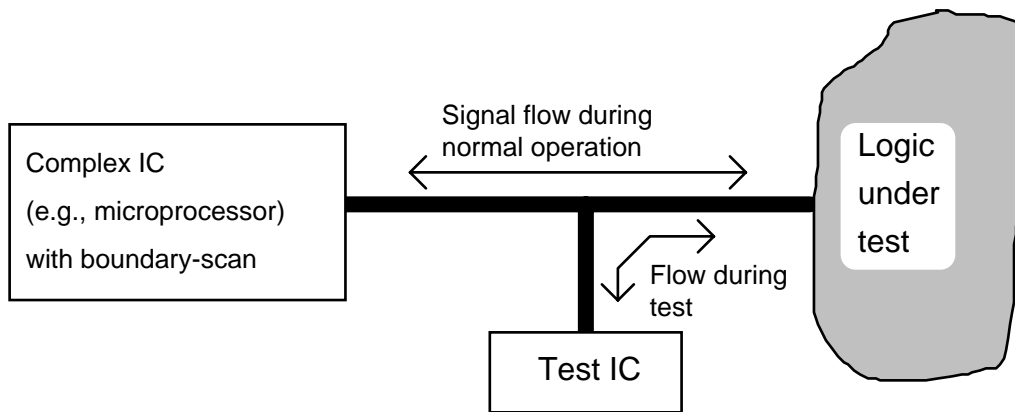 Signal flow during
normal operation
Complex IC
(e.g., microprocessor)
with boundary-scan
Logic
under
test
Flow during
test
Test IC